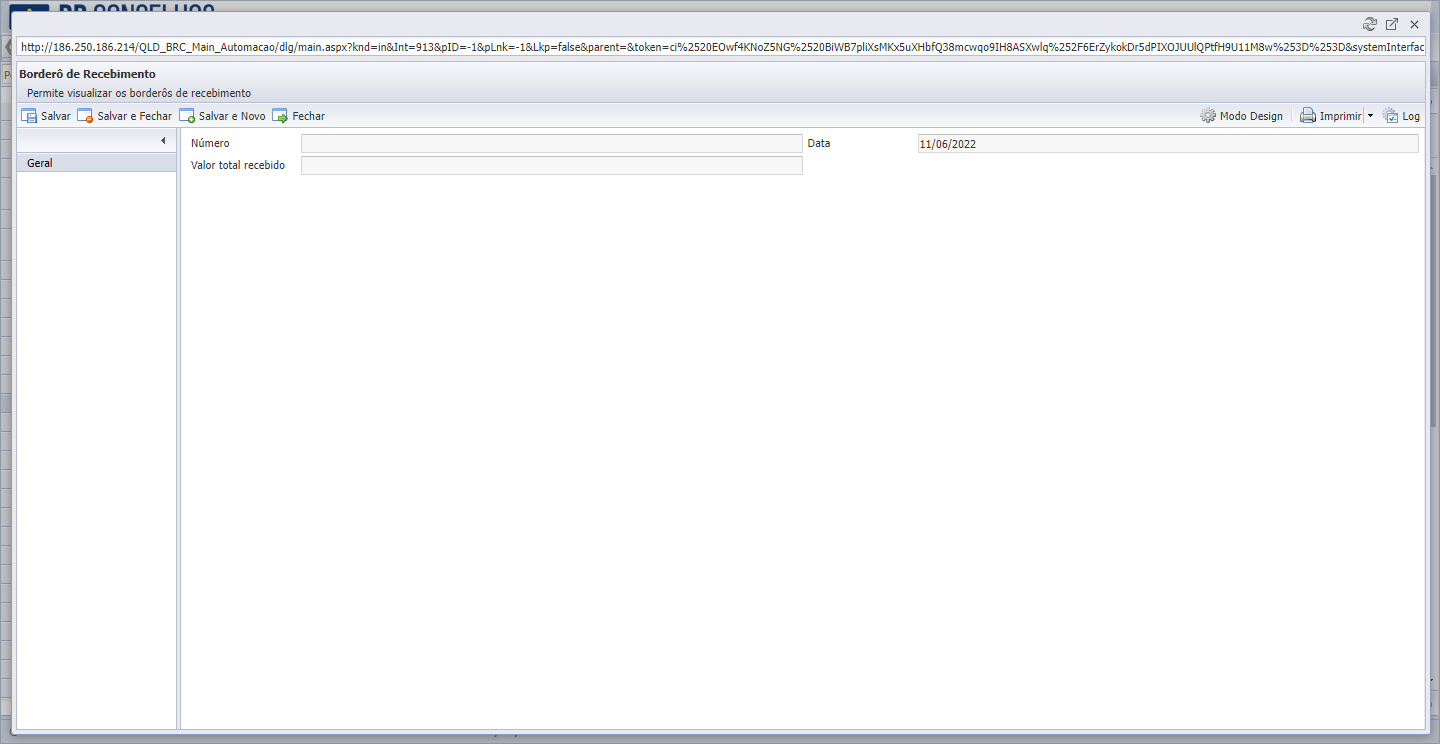 http://186.250.186.214/QLD_BRC_Main_Automacao/dlg/main.aspx?knd=in&Int=913&pID=-1&pLnk=-1&Lkp=false&parent=&token=ci%2520EOwf4KNoZ5NG%2520BiWB7pliXsMKx5uXHbfQ38mcwqo9IH8ASXwlq%252F6ErZykokDr5dPIXOJUUlQPtfH9U11M8w%253D%253D&systemInterfac
Borderô de Recebimento
Permite visualizar os borderôs de recebimento
Salvar Salvar e Fechar Salvar e Novo Fechar Modo Design Imprimir Log
Geral
Número Data 11/06/2022
Valor total recebido